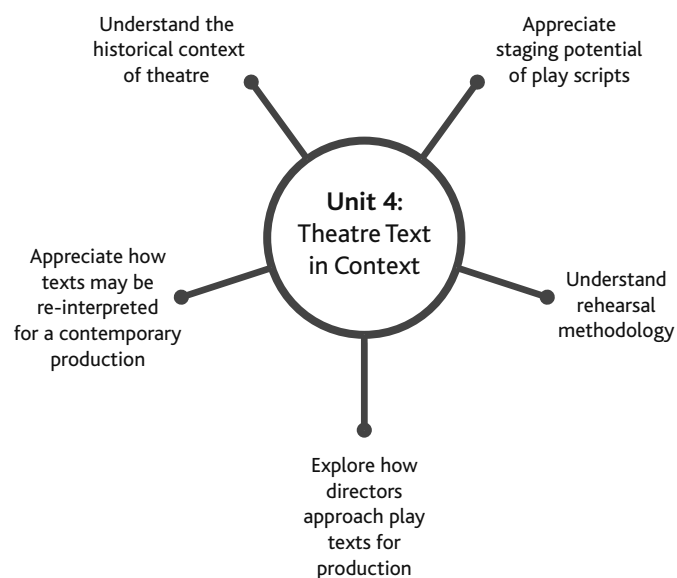 Understand the
historical context
of theatre
Appreciate
staging potential
of play scripts
Unit 4:
Theatre Text
in Context
Appreciate how
texts may be
re-interpreted
for a contemporary
production
Understand
rehearsal
methodology
Explore how
directors
approach play
texts for
production